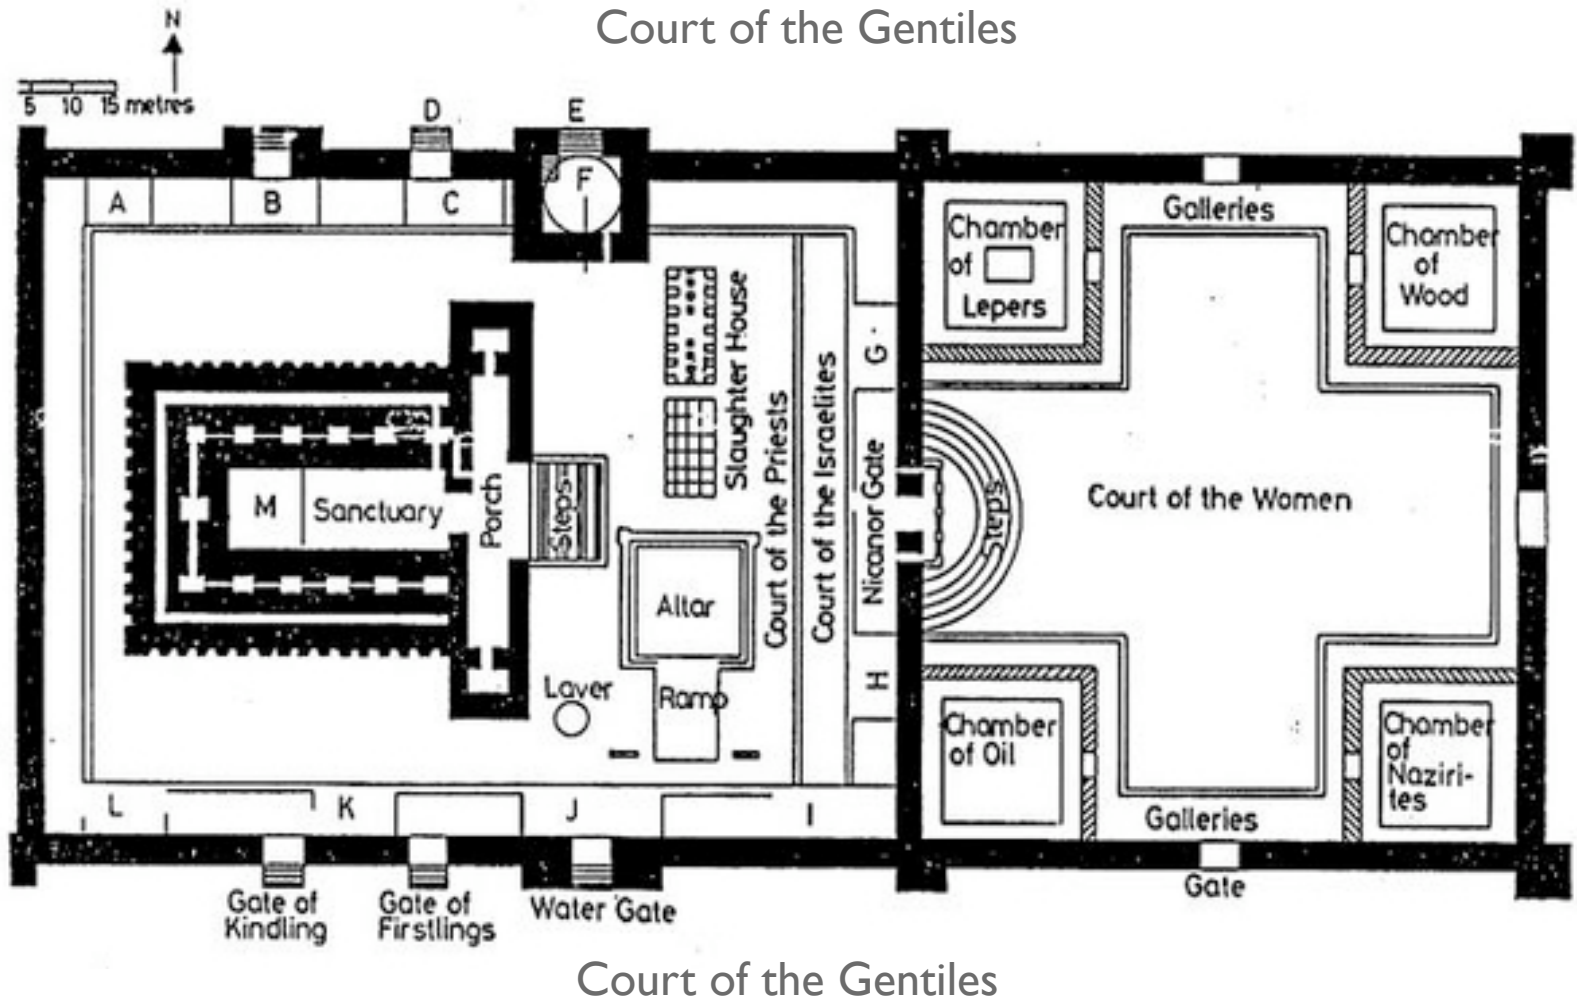 Court of the Gentiles
N
5 10 15 metres
D
E
F
A
B
C
Galleries
Chamber
of
Lepers
Chamber
of
Wood
Slaughter House
Court of the Priests
Court of the Israelites
G
Nicanor Gate
H
Steps
Court of the Women
M
Sanctuary
Porch
Steps
Altar
Ramp
Laver
Chamber
of Oil
Chamber
of
Naziri-
tes
Galleries
L
K
J
I
Gate of
Kindling
Gate of
Firstlings
Water Gate
Gate
Court of the Gentiles